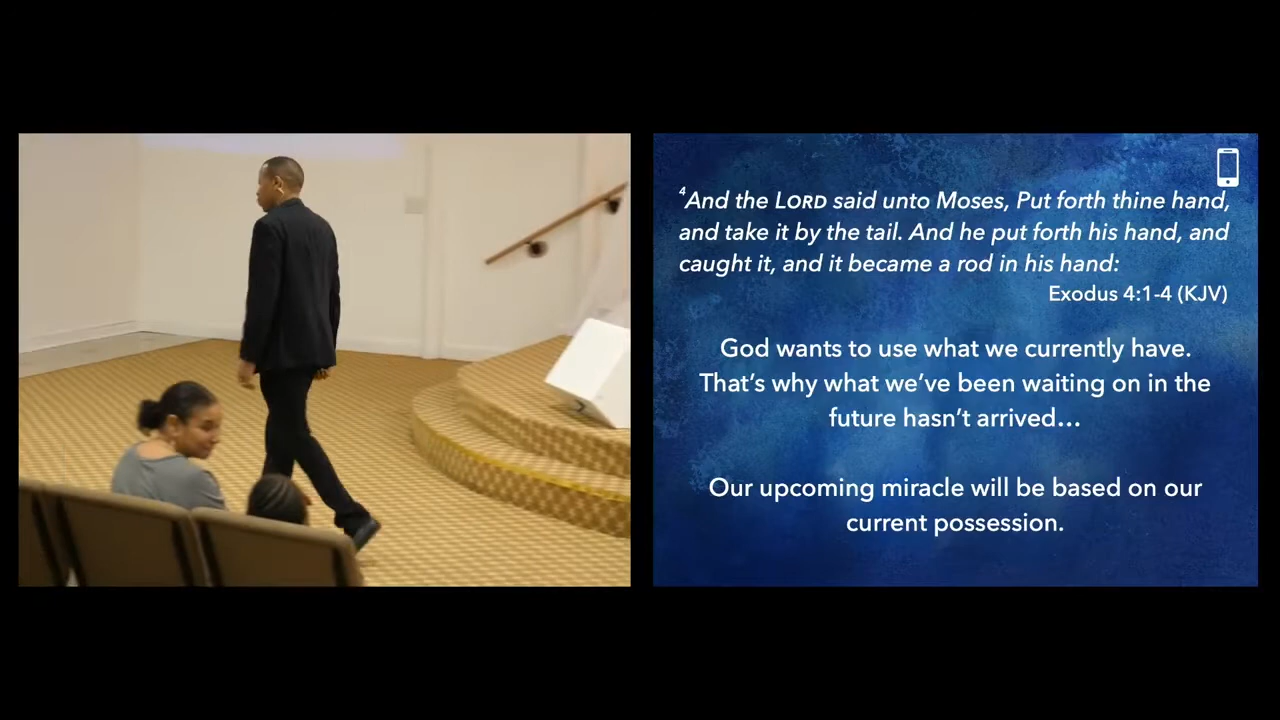 ⁴And the LORD said unto Moses, Put forth thine hand,
and take it by the tail. And he put forth his hand, and
caught it, and it became a rod in his hand:
Exodus 4:1-4 (KJV)
God wants to use what we currently have.
That’s why what we’ve been waiting on in the
future hasn’t arrived…
Our upcoming miracle will be based on our
current possession.